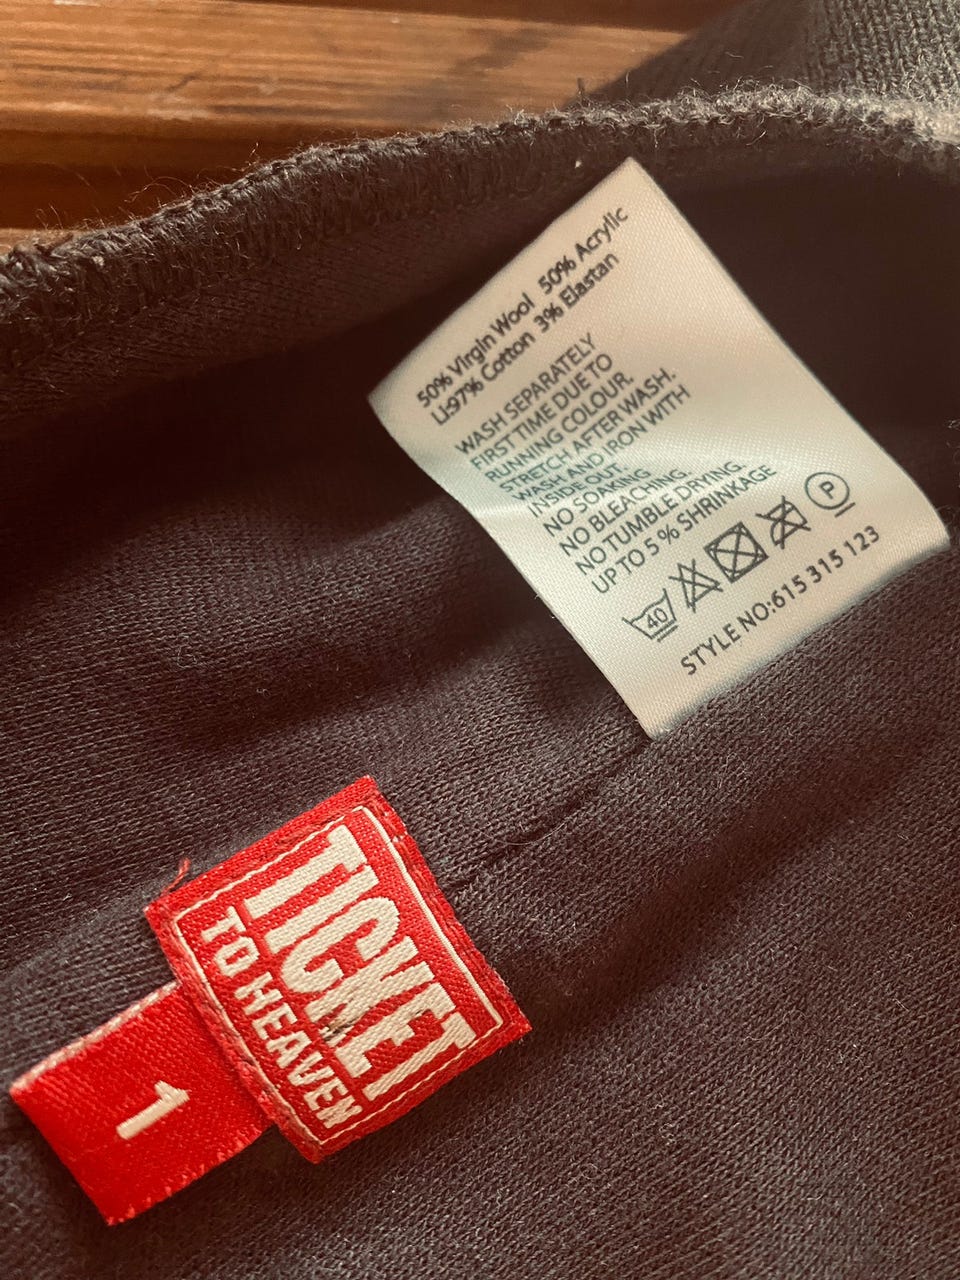 50% Virgin Wool 50% Acryllic
Li:97% Cotton 3% Elastan
WASH SEPARATELY
FIRST TIME DUE TO
RUNNING COLOUR.
STRETCH AFTER WASH.
WASH AND IRON WITH
INSIDE OUT.
NO SOAKING.
NO BLEACHING.
NO TUMBLE DRYING.
UP TO 5 % SHRINKAGE
40
P
STYLE NO:615 315 123
TICKET
TO HEAVEN
1